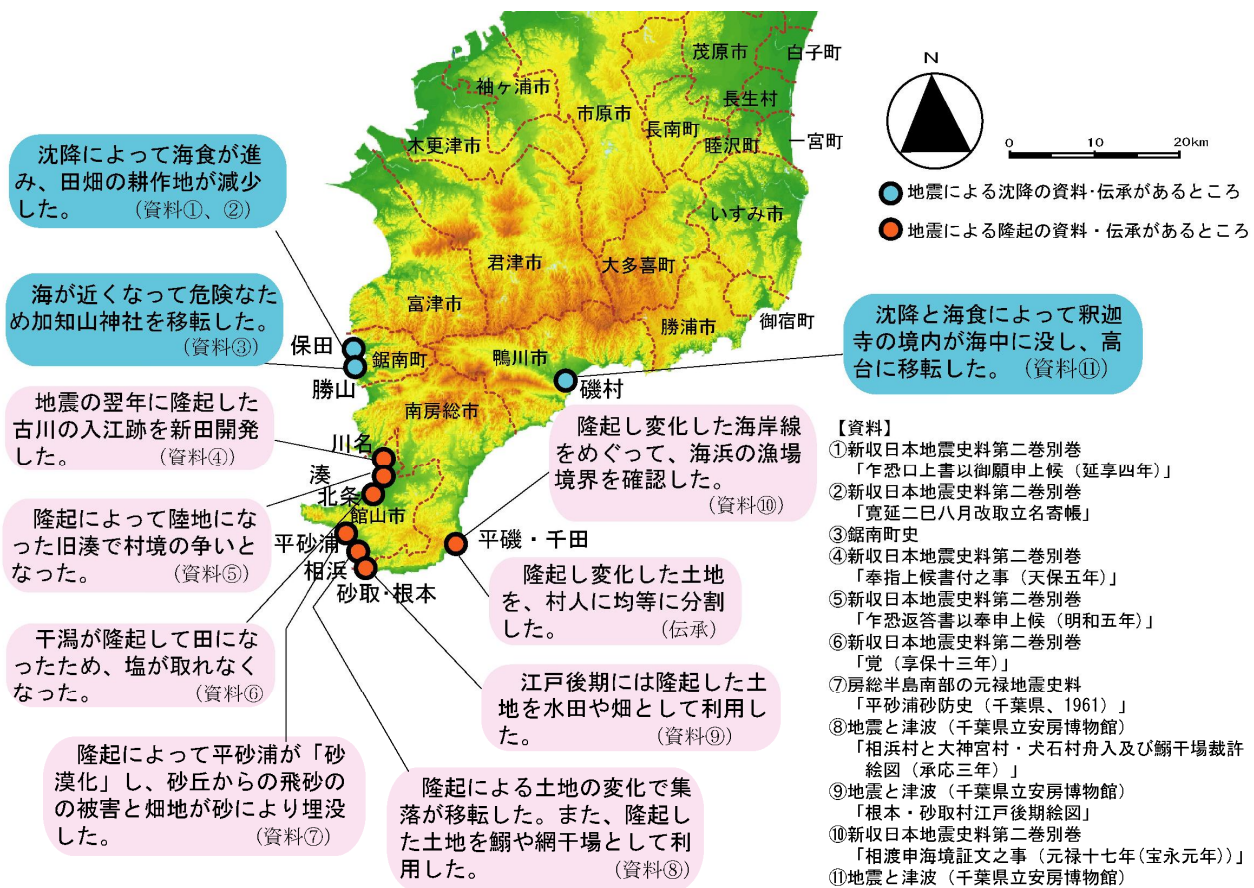 茂原市
白子町
袖ヶ浦市
市原市
長生村
長南町
木更津市
睦沢町
一宮町
いすみ市
君津市
大多喜町
富津市
勝浦市
御宿町
保田
鋸南町
鴨川市
勝山
磯村
南房総市
川名
湊
北条
館山市
平砂浦
相浜
砂取・根本
平磯・千田
N
0 10 20km
地震による沈降の資料・伝承があるところ
地震による隆起の資料・伝承があるところ
沈降によって海食が進
み、田畑の耕作地が減少
した。 (資料①、②)
海が近くなって危険なた
め加知山神社を移転した。
(資料③)
地震の翌年に隆起した
古川の入江跡を新田開発
した。 (資料④)
隆起によって陸地にな
った旧湊で村境の争いと
なった。 (資料⑤)
干潟が隆起して田にな
ったため、塩が取れなく
なった。 (資料⑥
隆起によって平砂浦が「砂
漠化」し、砂丘からの飛砂の
の被害と畑地が砂により埋没
した。 (資料⑦)
隆起による土地の変化で集
落が移転した。また、隆起し
た土地を鰯や網干場として利
用した。 (資料⑧)
江戸後期には隆起した土
地を水田や畑として利用し
た。 (資料⑨)
隆起し変化した土地
を、村人に均等に分割
した。 (伝承)
隆起し変化した海岸線
をめぐって、海浜の漁場
境界を確認した。
(資料⑩)
沈降と海食によって釈迦
寺の境内が海中に没し、高
台に移転した。 (資料⑪)
【資料】
①新収日本地震史料第二巻別巻
「乍恐口上書以御願申上候（延享四年）」
②新収日本地震史料第二巻別巻
「寛延二巳八月改取立名寄帳」
③鋸南町史
④新収日本地震史料第二巻別巻
「奉指上候書付之事（天保五年）」
⑤新収日本地震史料第二巻別巻
「乍恐返答書以奉申上候（明和五年）」
⑥新収日本地震史料第二巻別巻
「覚（享保十三年）」
⑦房総半島南部の元禄地震史料
「平砂浦砂防史（千葉県、1961）」
⑧地震と津波（千葉県立安房博物館）
「相浜村と大神宮村・犬石村舟入及び鰯干場裁許
絵図（承応三年）」
⑨地震と津波（千葉県立安房博物館）
「根本・砂取村江戸後期絵図」
⑩新収日本地震史料第二巻別巻
「相渡申海境証文之事（元禄十七年(宝永元年)）」
⑪地震と津波（千葉県立安房博物館）